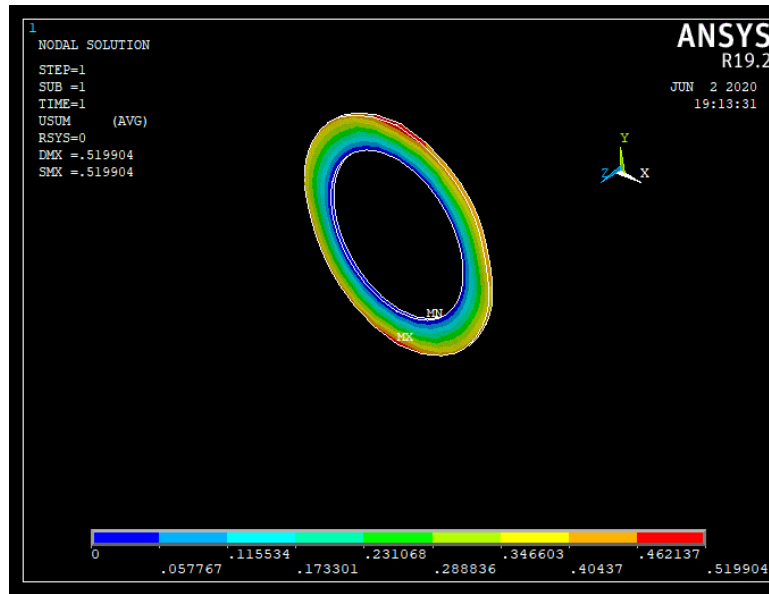 1
NODAL SOLUTION
STEP=1
SUB =1
TIME=1
USUM (AVG)
RSYS=0
DMX =.519904
SMX =.519904
ANSYS
R19.2
JUN 2 2020
19:13:31
Y
Z X
MN
MX
0 .115534 .231068 .346603 .462137
.057767 .173301 .288836 .40437 .519904